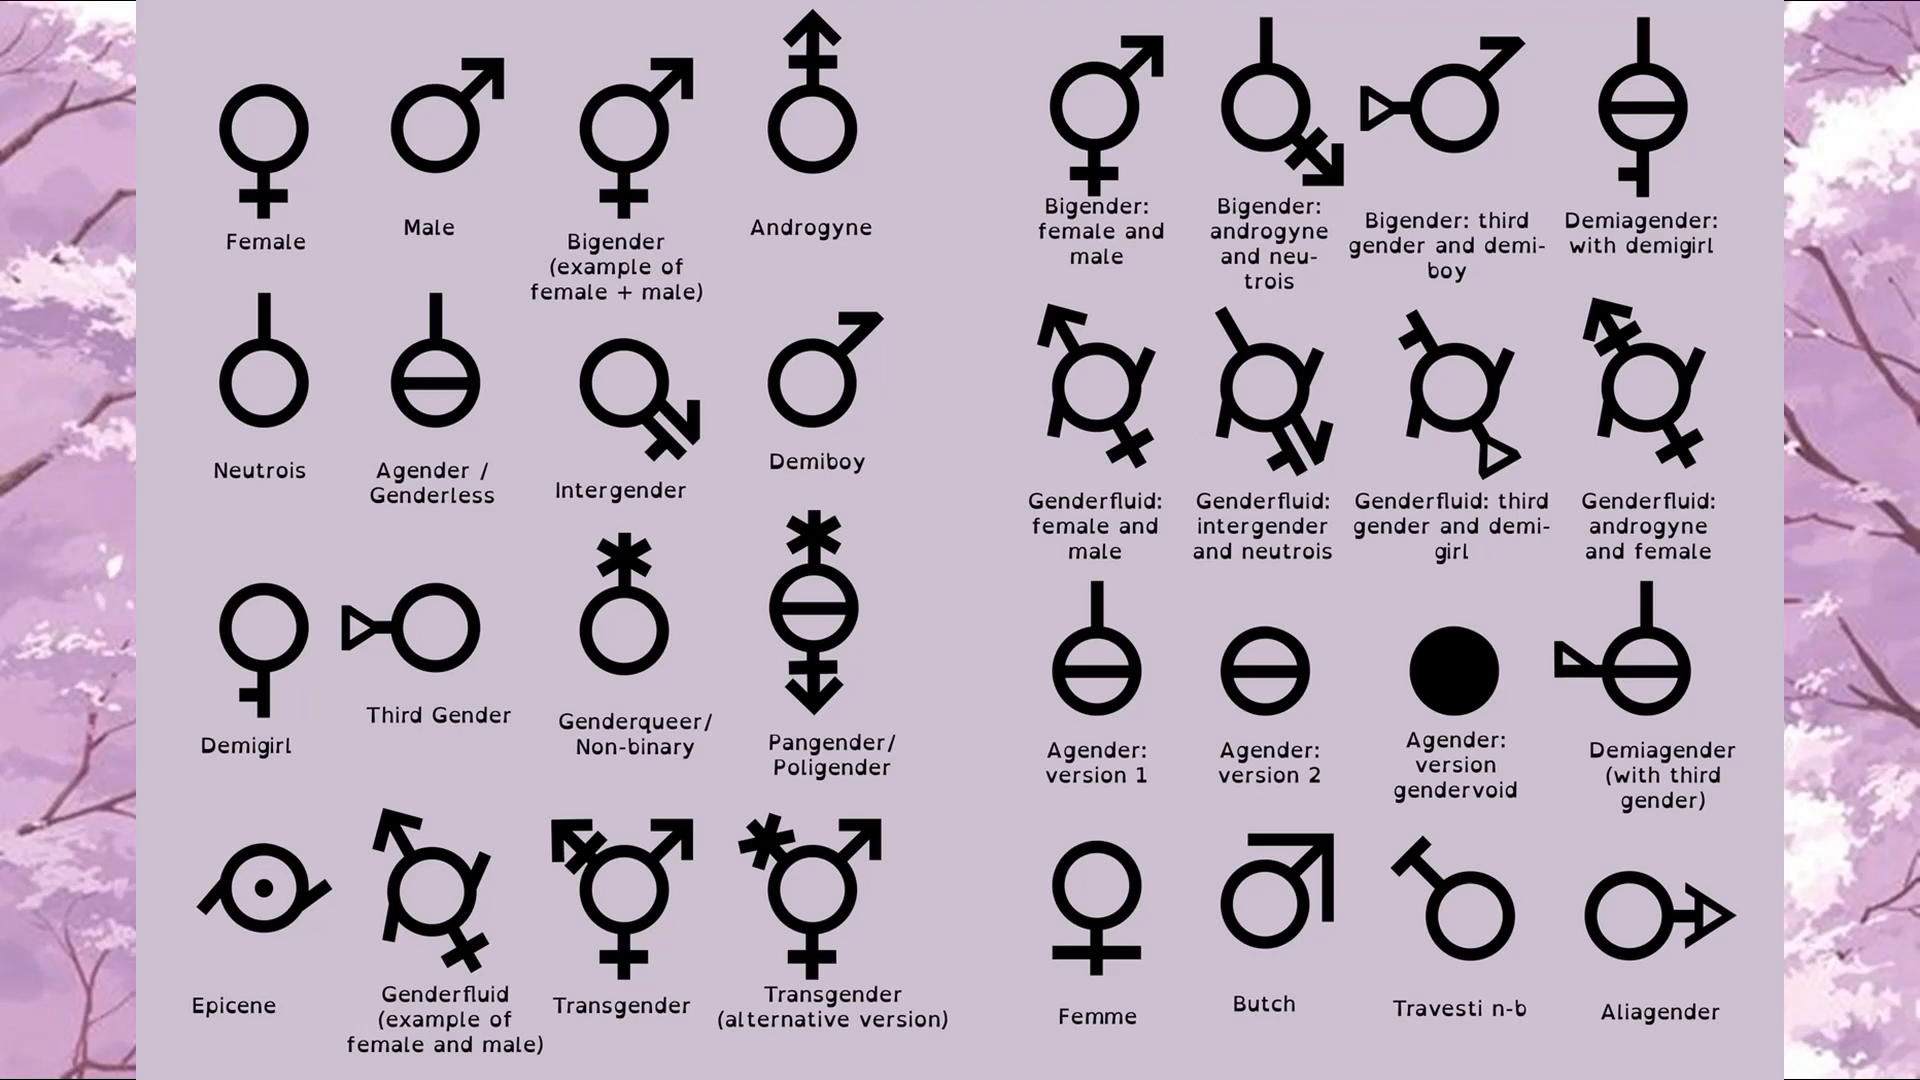 Female
Male
Bigender
(example of
female + male)
Androgyne
Bigender:
female and
male
Bigender:
androgyne
and neu-
trois
Bigender: third
gender and demi-
boy
Demiagender:
with demigirl
Neutrois
Agender /
Genderless
Intergender
Demiboy
Genderfluid:
female and
male
Genderfluid:
intergender
and neutrois
Genderfluid: third
gender and demi-
girl
Genderfluid:
androgyne
and female
Demigirl
Third Gender
Genderqueer/
Non-binary
Pangender/
Poligender
Agender:
version 1
Agender:
version 2
Agender:
version
gendervoid
Demiagender
(with third
gender)
Epicene
Genderfluid
(example of
female and male)
Transgender
Transgender
(alternative version)
Femme
Butch
Travesti n-b
Aliagender